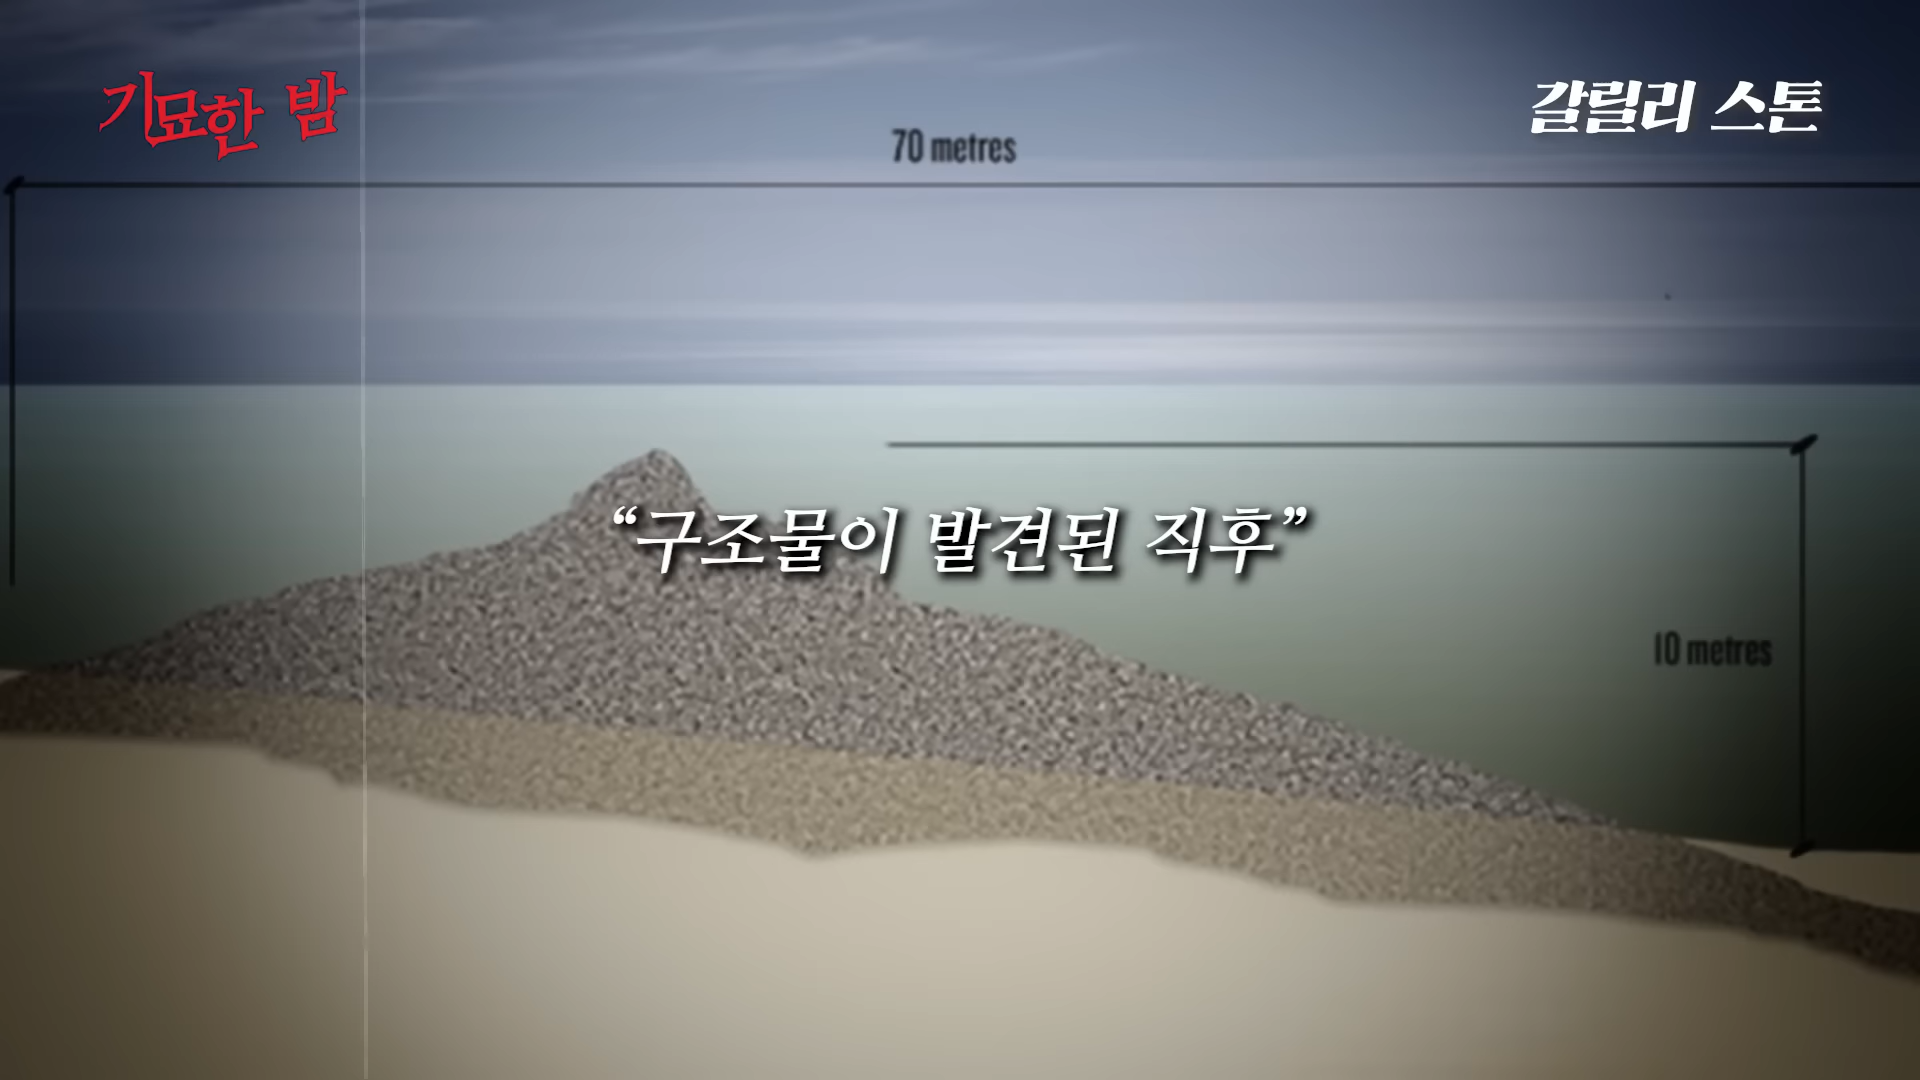 기묘한 밤
갈릴리 스톤
70 metres
“구조물이 발견된 직후”
10 metres